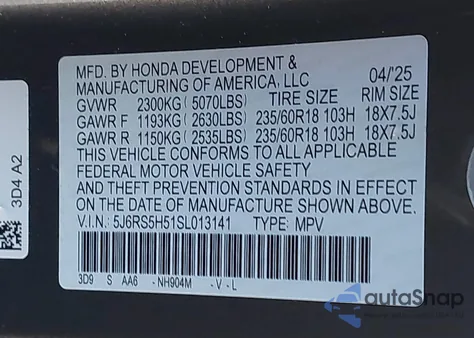 MFD. BY HONDA DEVELOPMENT &
MANUFACTURING OF AMERICA, LLC 04/'25
GVWR 2300KG (5070LBS) TIRE SIZE RIM SIZE
GAWR F 1193KG (2630LBS) 235/60R18 103H 18X7.5J
GAWR R 1150KG (2535LBS) 235/60R18 103H 18X7.5J
THIS VEHICLE CONFORMS TO ALL APPLICABLE
FEDERAL MOTOR VEHICLE SAFETY
AND THEFT PREVENTION STANDARDS IN EFFECT
ON THE DATE OF MANUFACTURE SHOWN ABOVE.
V.I.N.: 5J6RS5H51SL013141 TYPE: MPV
3D9 S AA6 -NH904M -V-L
3D4 A2
autoSnap